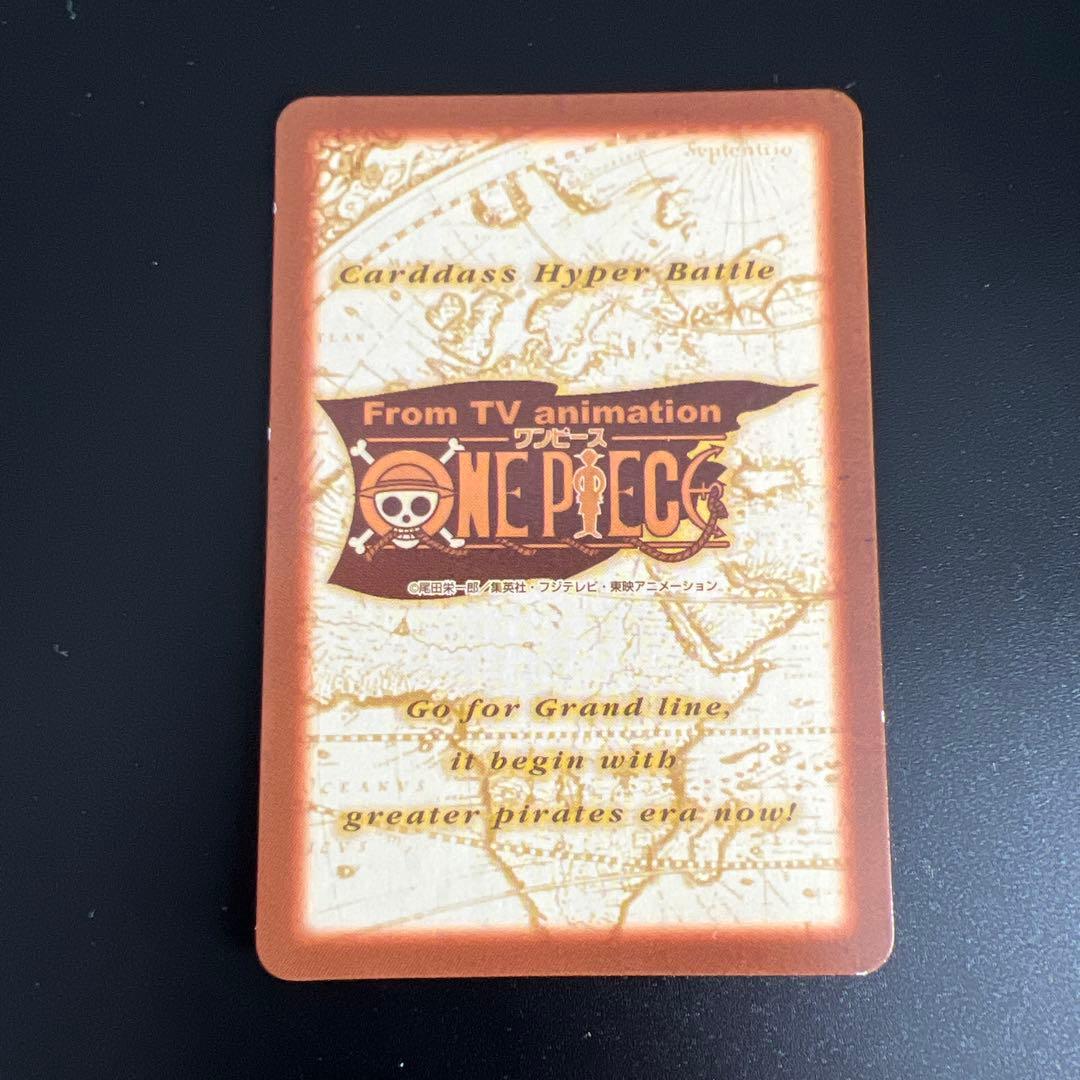 Septentrio
Carddass Hyper Battle
From TV animation
ワンピース
ONE PIECE
©尾田栄一郎/集英社・フジテレビ・東映アニメーション
Go for Grand line,
it begin with
greater pirates era now!